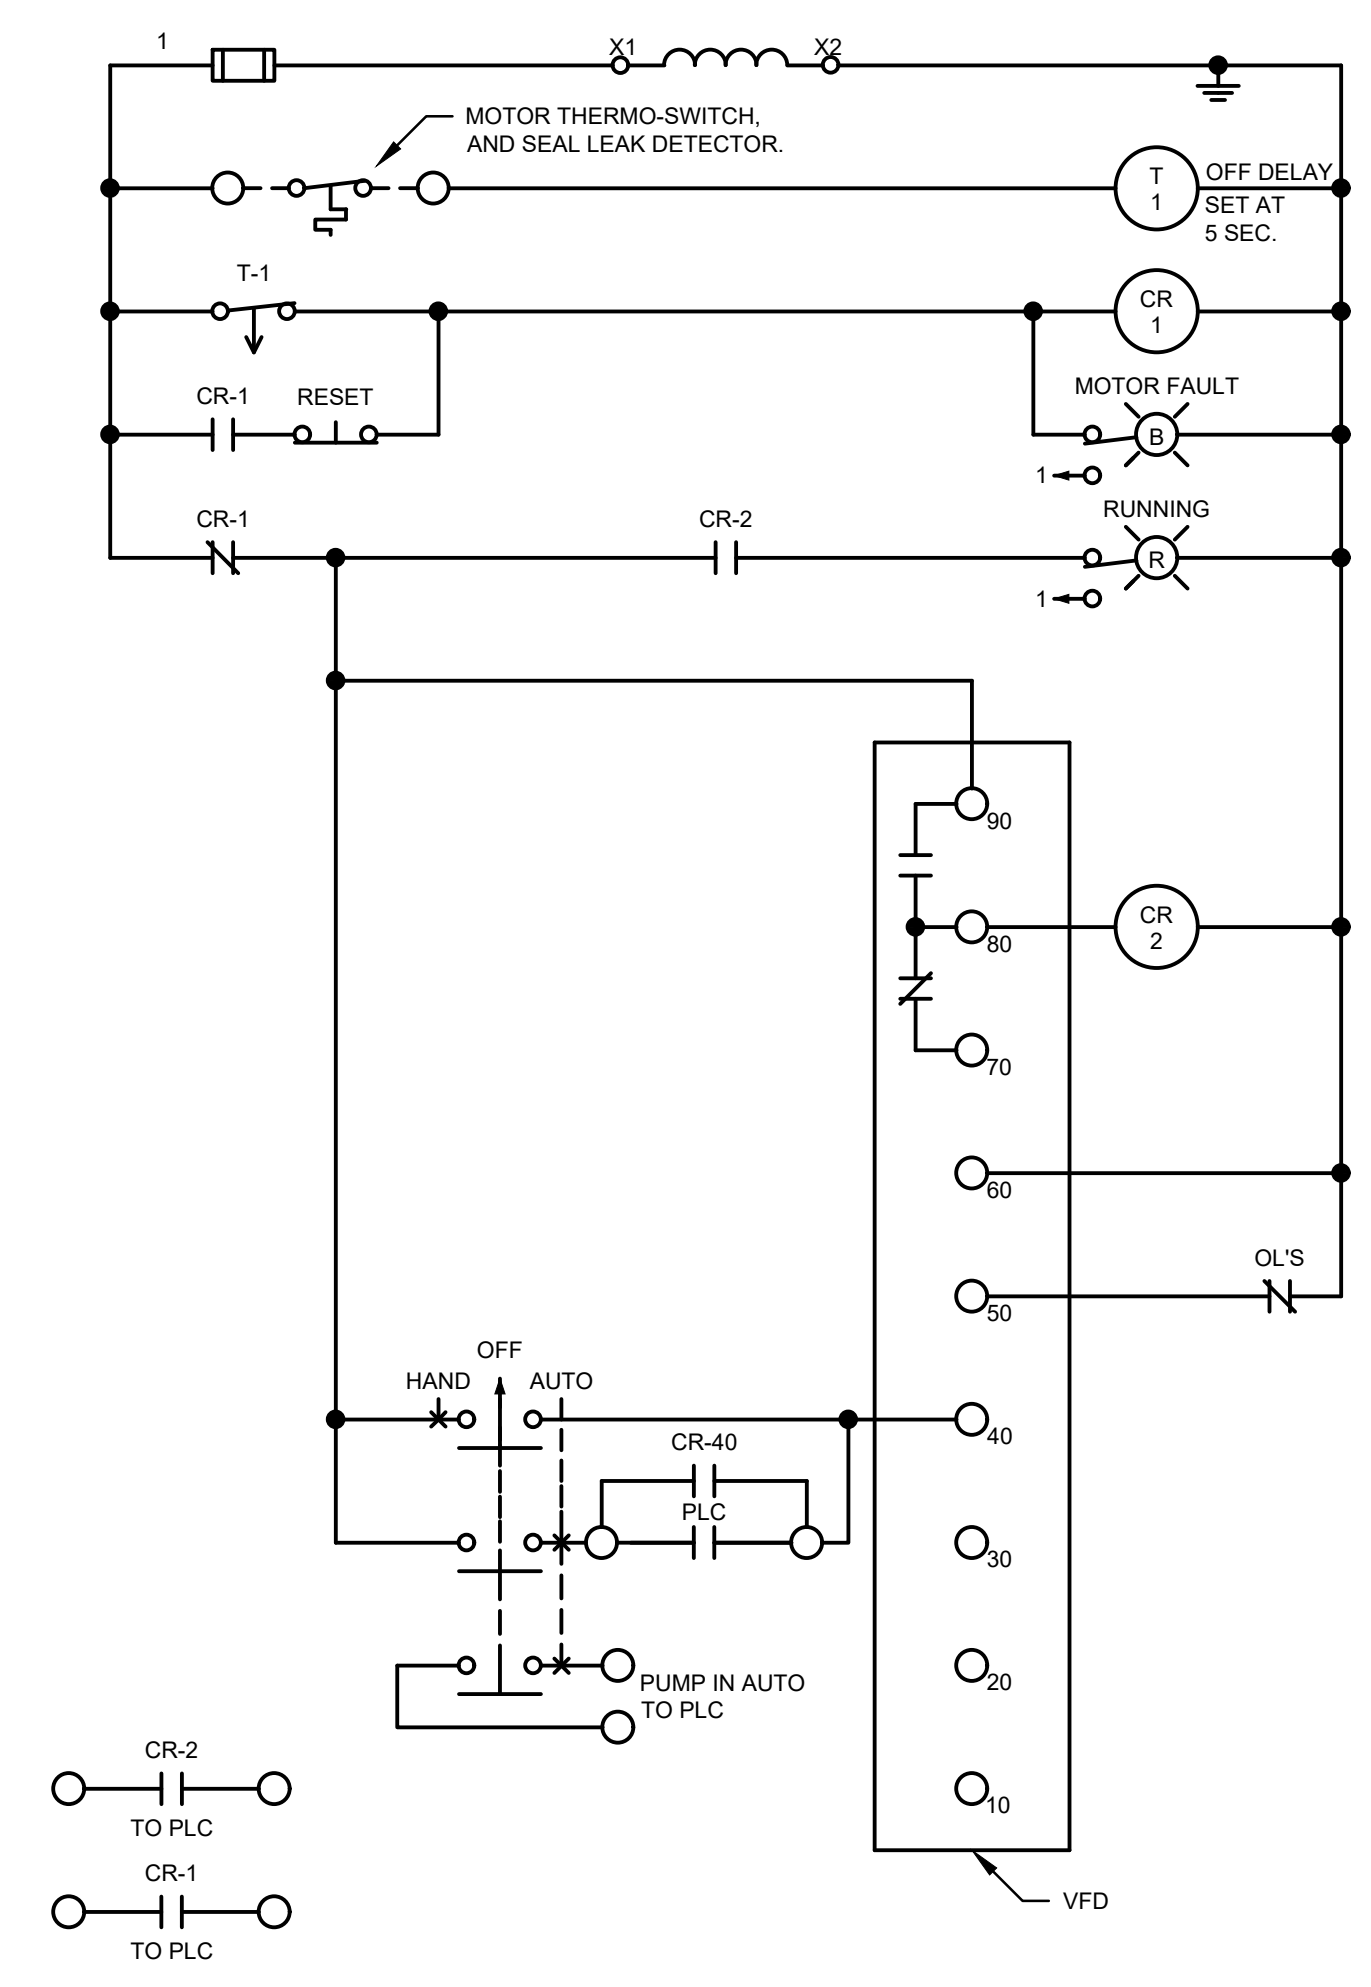 1
X1
X2
MOTOR THERMO-SWITCH,
AND SEAL LEAK DETECTOR.
T
1
OFF DELAY
SET AT
5 SEC.
T-1
CR
1
CR-1
RESET
MOTOR FAULT
B
1
CR-1
CR-2
RUNNING
R
1
90
80
CR
2
70
60
OL'S
50
OFF
HAND
AUTO
40
CR-40
PLC
30
PUMP IN AUTO
TO PLC
20
10
CR-2
TO PLC
CR-1
TO PLC
VFD